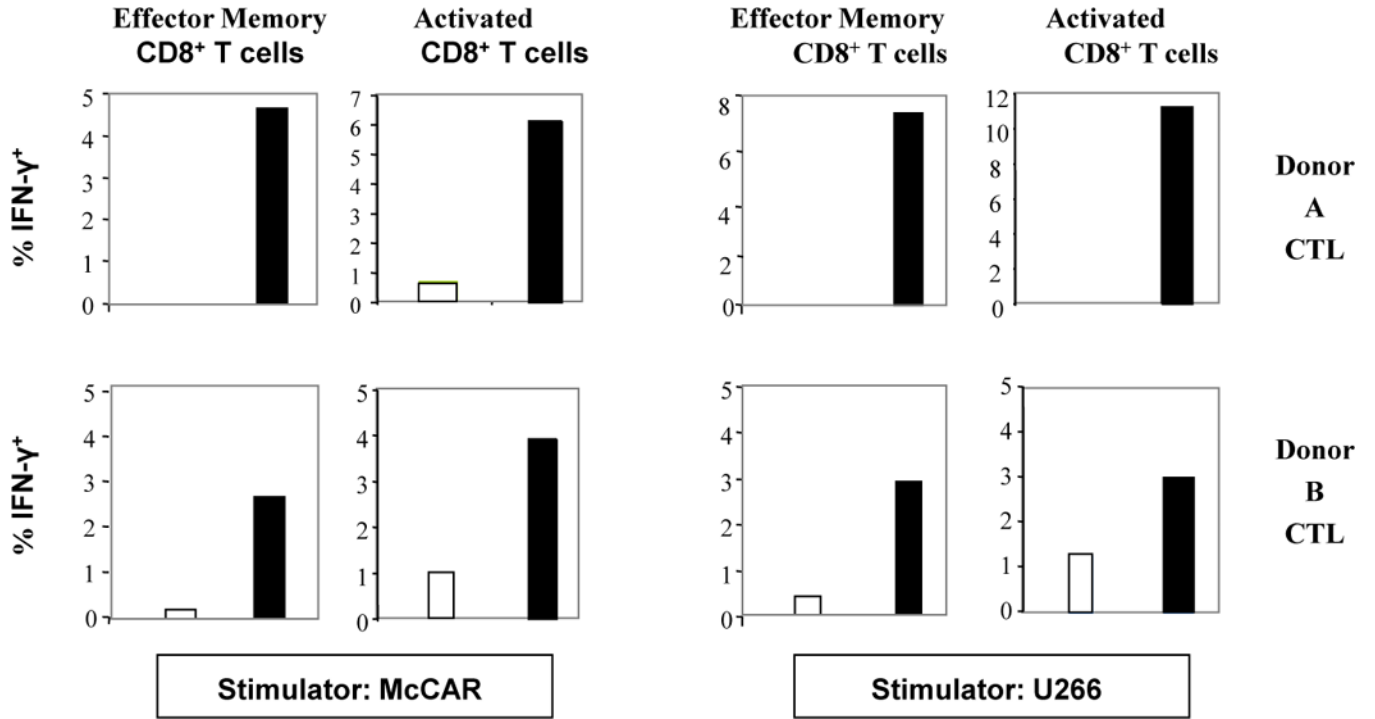 Effector Memory
CD8⁺ T cells
Activated
CD8⁺ T cells
Effector Memory
CD8⁺ T cells
Activated
CD8⁺ T cells
% IFN-γ⁺
5
4
3
2
1
0
7
6
5
4
3
2
1
0
8
6
4
2
0
12
10
8
6
4
2
0
Donor
A
CTL
% IFN-γ⁺
5
4
3
2
1
0
5
4
3
2
1
0
5
4
3
2
1
0
5
4
3
2
1
0
Donor
B
CTL
Stimulator: McCAR
Stimulator: U266